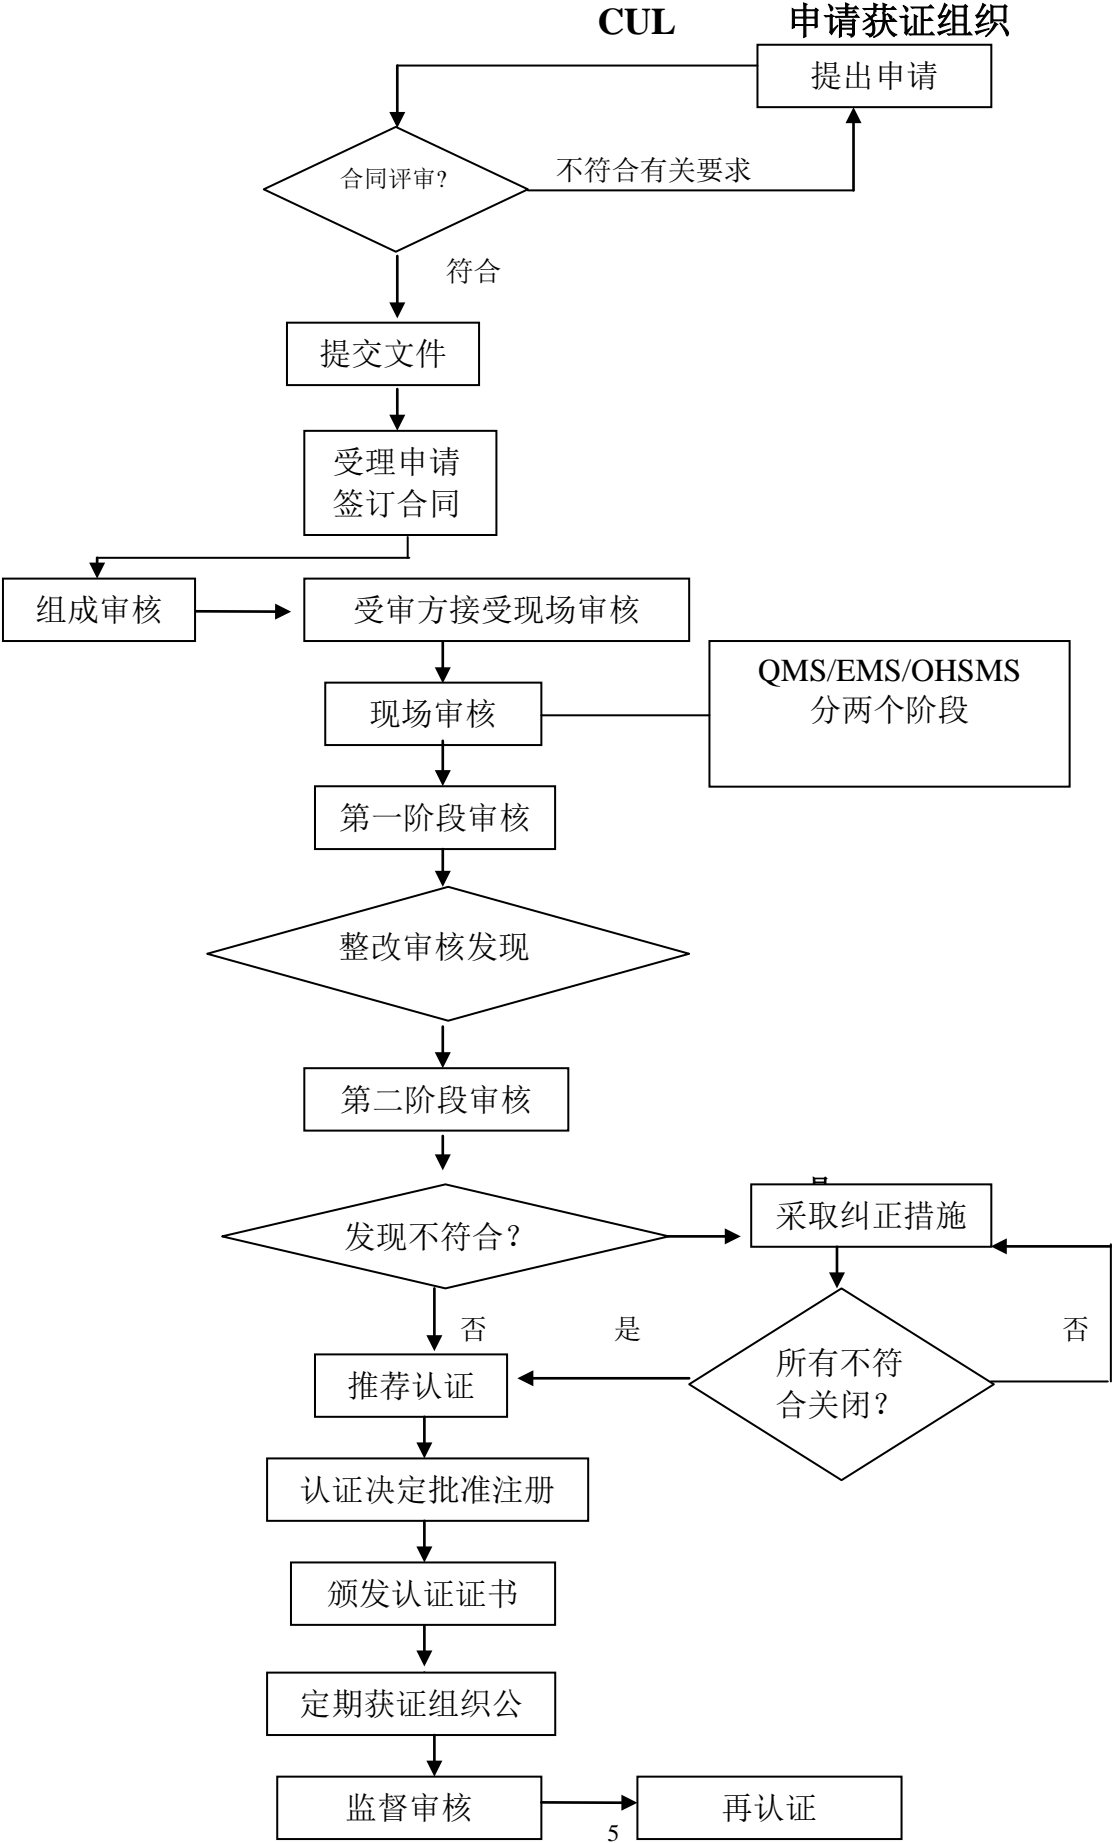 CUL 申请获证组织
提出申请
合同评审?
不符合有关要求
符合
提交文件
受理申请
签订合同
组成审核
受审方接受现场审核
QMS/EMS/OHSMS
分两个阶段
现场审核
第一阶段审核
整改审核发现
第二阶段审核
采取纠正措施
发现不符合？
否
是
否
所有不符
合关闭？
推荐认证
认证决定批准注册
颁发认证证书
定期获证组织公
监督审核
再认证
5